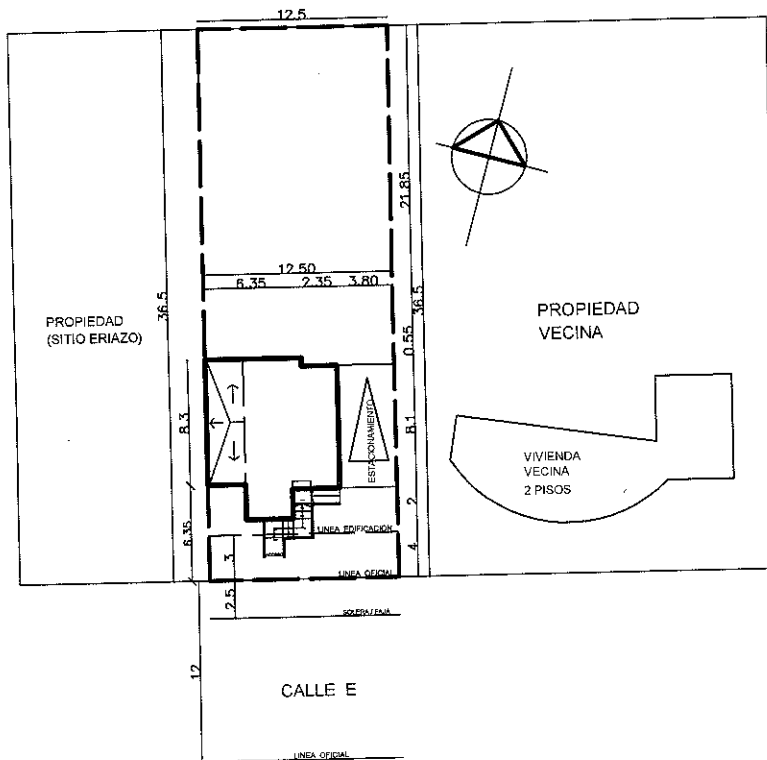 12.5
21.85
36.5
36.5
12.50
6.35
2.35
3.80
0.55
PROPIEDAD
(SITIO ERIAZO)
PROPIEDAD
VECINA
8.3
8.1
ESTACIONAMIENTO
VIVIENDA
VECINA
2 PISOS
2
6.35
LINEA EDIFICACION
4
3
LINEA OFICIAL
2.5
SOLERA / FAJA
12
CALLE E
LINEA OFICIAL